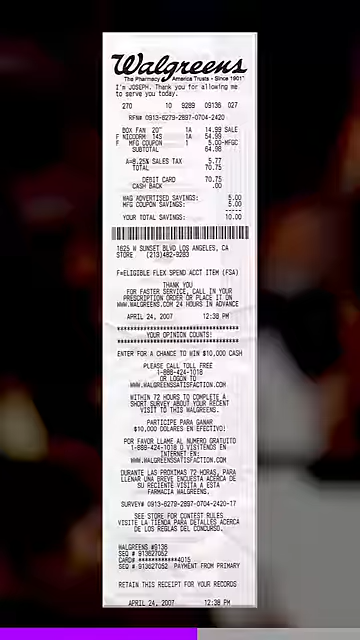 Walgreens
The Pharmacy America Trusts - Since 1901
I'm JOSEPH. Thank you for allowing me
to serve you today.
270 10 9289 09136 027
RFN# 0913-6279-2897-0704-2420
BOX FAN 20" 1A 14.99 SALE
F NICODRM 14S 1A 54.99
F MFG COUPON 1 5.00-MFGC
SUBTOTAL 64.98
A=8.25% SALES TAX 5.77
TOTAL 70.75
DEBIT CARD 70.75
CASH BACK .00
WAG ADVERTISED SAVINGS: 5.00
MFG COUPON SAVINGS: 5.00
YOUR TOTAL SAVINGS: 10.00
1625 W SUNSET BLVD LOS ANGELES, CA
STORE (213)482-9283
F=ELIGIBLE FLEX SPEND ACCT ITEM (FSA)
THANK YOU
FOR FASTER SERVICE, CALL IN YOUR
PRESCRIPTION ORDER OR PLACE IT ON
WWW.WALGREENS.COM 24 HOURS IN ADVANCE
APRIL 24, 2007 12:38 PM
YOUR OPINION COUNTS!
ENTER FOR A CHANCE TO WIN $10,000 CASH
PLEASE CALL TOLL FREE
1-888-424-1018
OR LOGON TO
WWW.WALGREENSSATISFACTION.COM
WITHIN 72 HOURS TO COMPLETE A
SHORT SURVEY ABOUT YOUR RECENT
VISIT TO THIS WALGREENS.
PARTICIPE PARA GANAR
$10,000 DOLARES EN EFECTIVO!
POR FAVOR LLAME AL NUMERO GRATUITO
1-888-424-1018 O VISITENOS EN
INTERNET EN:
WWW.WALGREENSSATISFACTION.COM
DURANTE LAS PROXIMAS 72 HORAS, PARA
LLENAR UNA BREVE ENCUESTA ACERCA DE
SU RECIENTE VISITA A ESTA
FARMACIA WALGREENS.
SURVEY# 0913-6279-2897-0704-2420-17
SEE STORE FOR CONTEST RULES
VISITE LA TIENDA PARA DETALLES ACERCA
DE LOS REGLAS DEL CONCURSO.
WALGREENS #9136
SEQ # 913627052
CARD# ************4015
SEQ # 913627052 PAYMENT FROM PRIMARY
RETAIN THIS RECEIPT FOR YOUR RECORDS
APRIL 24, 2007 12:38 PM